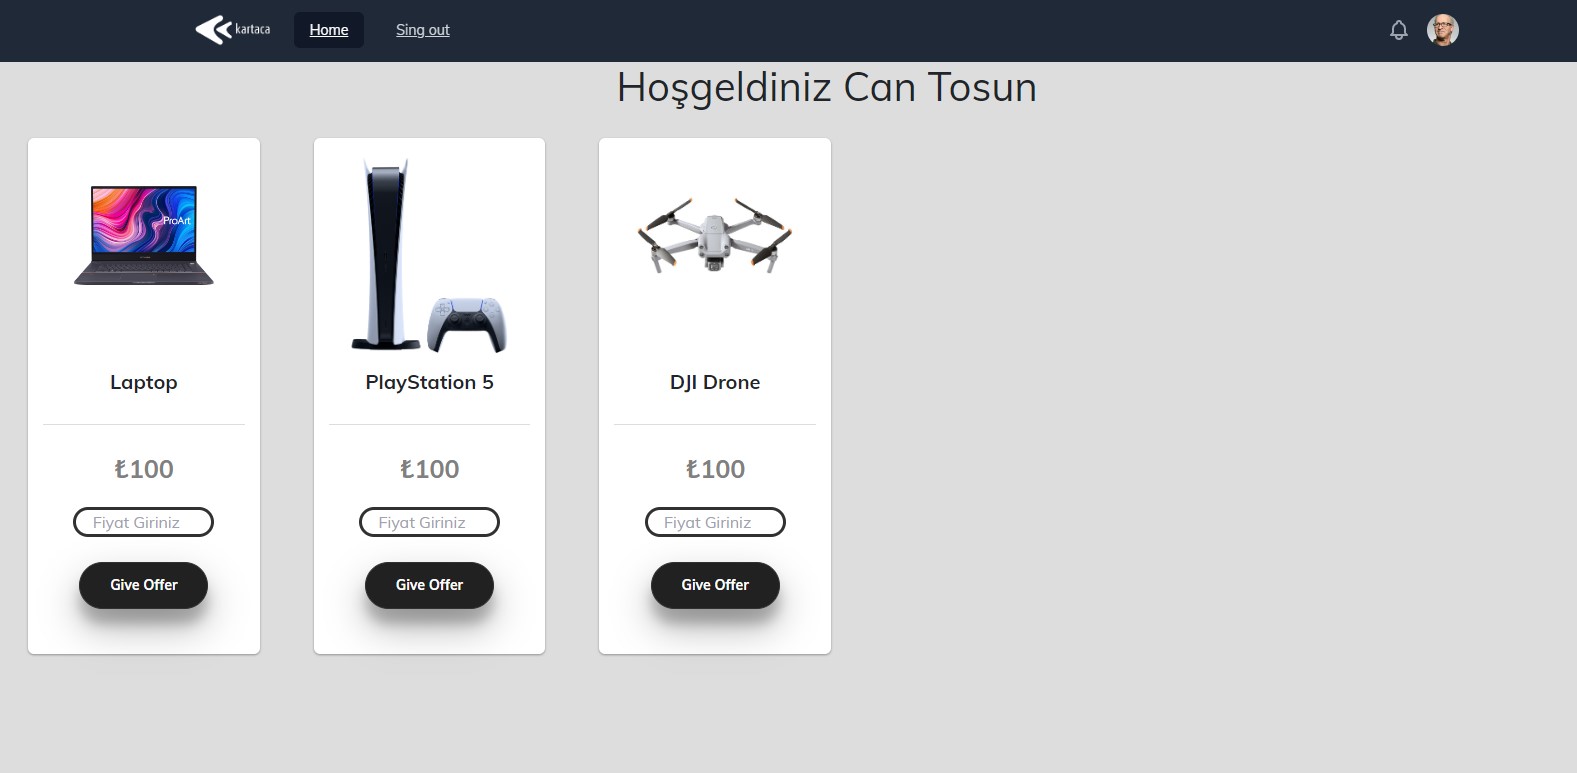 kartaca
Home
Sing out
Hoşgeldiniz Can Tosun
ProArt
Laptop
₺100
Fiyat Giriniz
Give Offer
PlayStation 5
₺100
Fiyat Giriniz
Give Offer
DJI Drone
₺100
Fiyat Giriniz
Give Offer